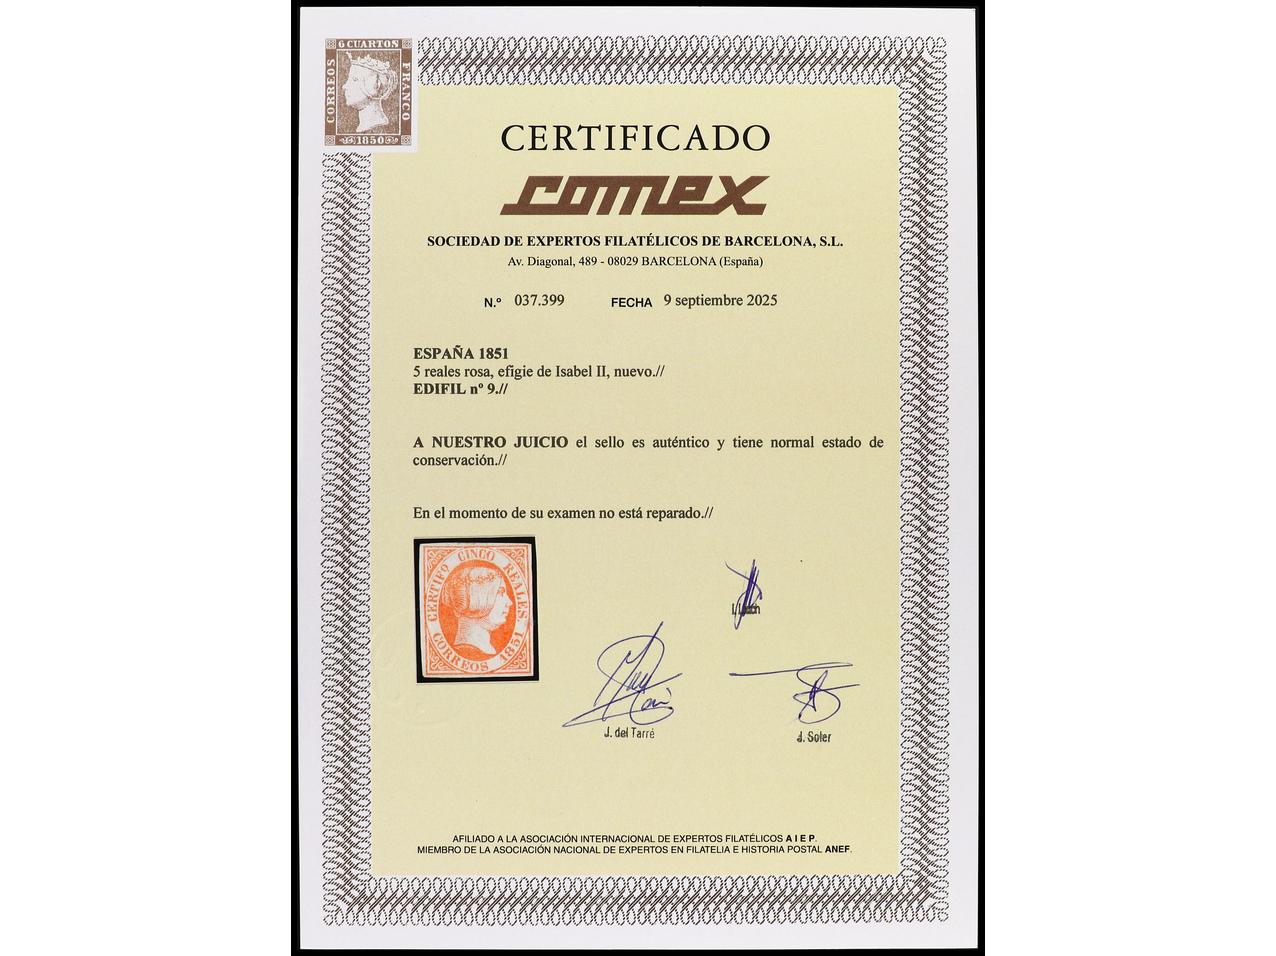 6 CUARTOS
CORREOS
FRANCO
1850
CERTIFICADO
comex
SOCIEDAD DE EXPERTOS FILATÉLICOS DE BARCELONA, S.L.
Av. Diagonal, 489 - 08029 BARCELONA (España)
N.º 037.399 FECHA 9 septiembre 2025
ESPAÑA 1851
5 reales rosa, efigie de Isabel II, nuevo.//
EDIFIL nº 9.//
A NUESTRO JUICIO el sello es auténtico y tiene normal estado de
conservación.//
En el momento de su examen no está reparado.//
CERTIFO CINCO REALES
CORREOS 1851
J. del Tarré
J. Soler
AFILIADO A LA ASOCIACIÓN INTERNACIONAL DE EXPERTOS FILATÉLICOS A I E P.
MIEMBRO DE LA ASOCIACIÓN NACIONAL DE EXPERTOS EN FILATELIA E HISTORIA POSTAL ANEF.